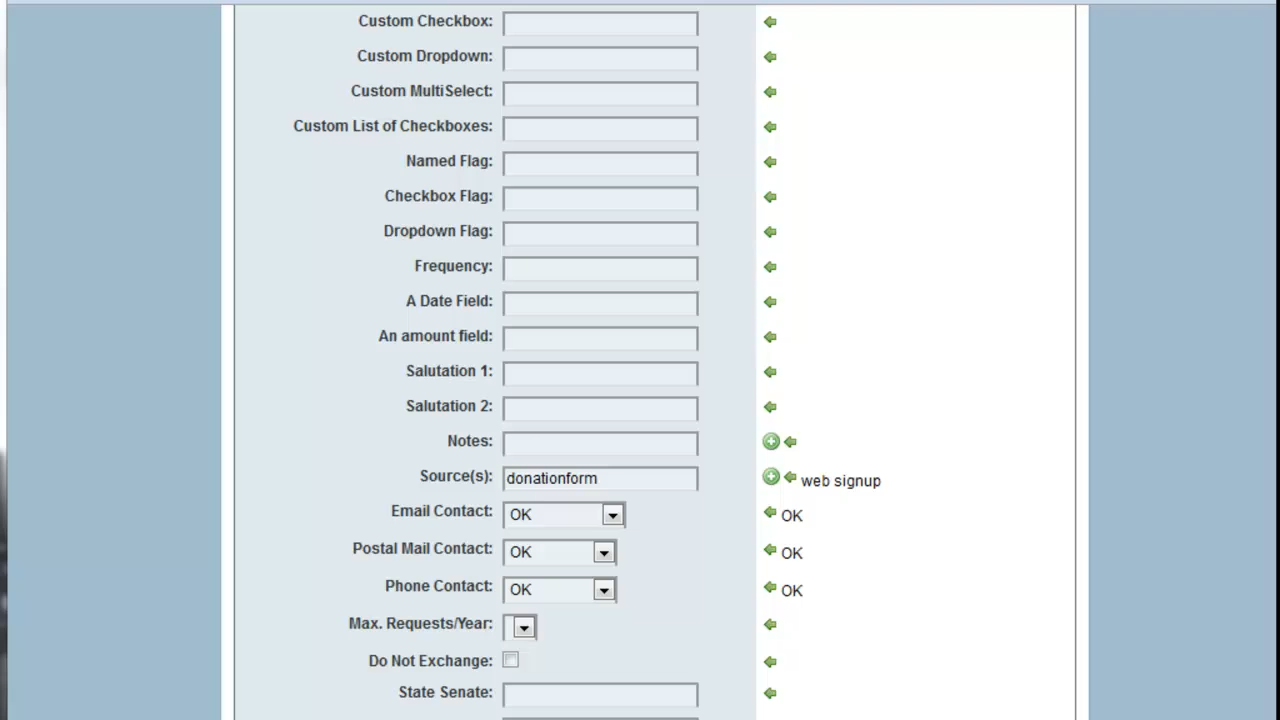 Custom Checkbox:
Custom Dropdown:
Custom MultiSelect:
Custom List of Checkboxes:
Named Flag:
Checkbox Flag:
Dropdown Flag:
Frequency:
A Date Field:
An amount field:
Salutation 1:
Salutation 2:
Notes:
Source(s): donationform web signup
Email Contact: OK OK
Postal Mail Contact: OK OK
Phone Contact: OK OK
Max. Requests/Year:
Do Not Exchange:
State Senate: